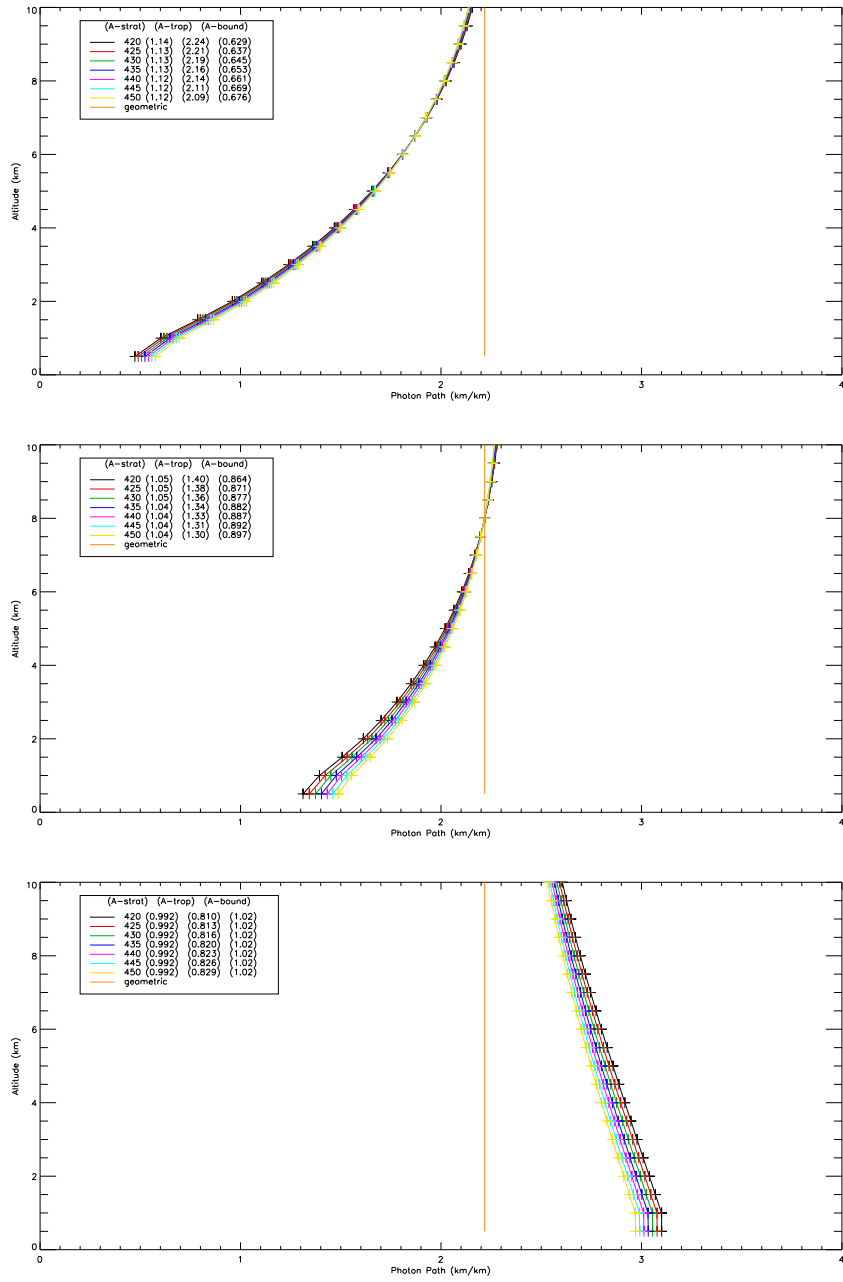 10
(A-strat) (A-trop) (A-bound)
420 (1.14) (2.24) (0.629)
425 (1.13) (2.21) (0.637)
430 (1.13) (2.19) (0.645)
435 (1.13) (2.16) (0.653)
440 (1.12) (2.14) (0.661)
445 (1.12) (2.11) (0.669)
450 (1.12) (2.09) (0.676)
geometric
8
6
Altitude (km)
4
2
0
0 1 2 3 4
Photon Path (km/km)
10
(A-strat) (A-trop) (A-bound)
420 (1.05) (1.40) (0.864)
425 (1.05) (1.38) (0.871)
430 (1.05) (1.36) (0.877)
435 (1.04) (1.34) (0.882)
440 (1.04) (1.33) (0.887)
445 (1.04) (1.31) (0.892)
450 (1.04) (1.30) (0.897)
geometric
8
6
Altitude (km)
4
2
0
0 1 2 3 4
Photon Path (km/km)
10
(A-strat) (A-trop) (A-bound)
420 (0.992) (0.810) (1.02)
425 (0.992) (0.813) (1.02)
430 (0.992) (0.816) (1.02)
435 (0.992) (0.820) (1.02)
440 (0.992) (0.823) (1.02)
445 (0.992) (0.826) (1.02)
450 (0.992) (0.829) (1.02)
geometric
8
6
Altitude (km)
4
2
0
0 1 2 3 4
Photon Path (km/km)